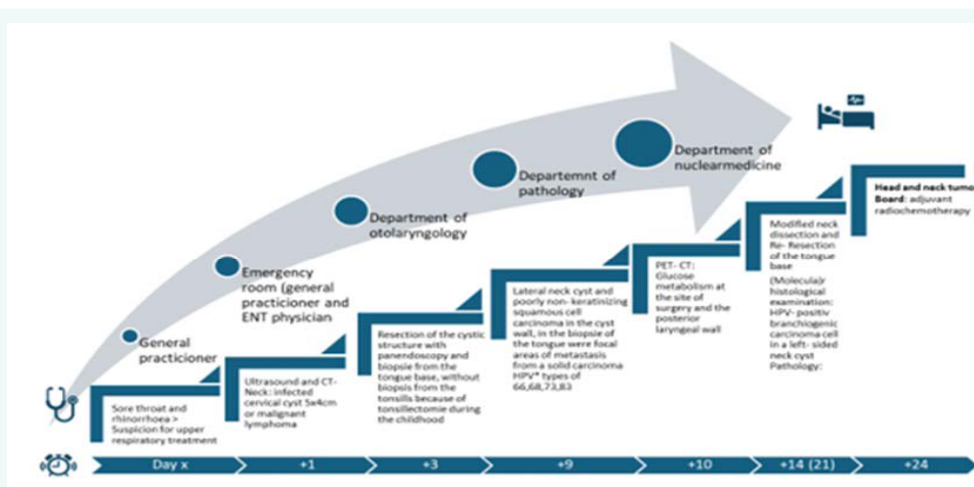 Department of
nuclearmedicine
Departemnt of
pathology
Department of
otolaryngology
Emergency
room (general
practicioner and
ENT physician
General
practicioner
Sore throat and
rhinorrhoea >
Suspicion for upper
respiratory treatment
Ultrasound and CT-
Neck: infected
cervical cyst 5x4cm
or malignant
lymphoma
Resection of the cystic
structure with
panendoscopy and
biopsie from the
tongue base, without
biopsis from the
tonsills because of
tonsillectomie during
the childhood
Lateral neck cyst and
poorly non- keratinizing
squamous cell
carcinoma in the cyst
wall, in the biopsie of
the tongue were focal
areas of metastasis
from a solid carcinoma
HPV* types of
66,68,73,83
PET- CT:
Glucose
metabolism at
the site of
surgery and the
posterior
laryngeal wall
Modified neck
dissection and
Re- Resection
of the tongue
base
(Molecula)r
histological
examination:
HPV- positiv
branchiogenic
carcinoma cell
in a left- sided
neck cyst
Pathology:
Head and neck tumo
Board: adjuvant
radiochemotherapy
Day x
+1
+3
+9
+10
+14 (21)
+24